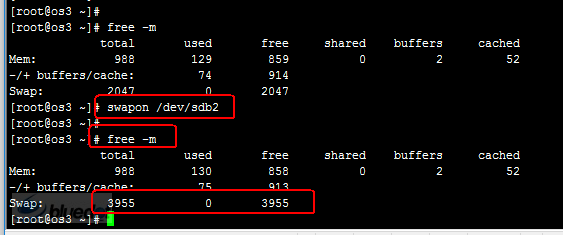 [root@os3 ~]#
[root@os3 ~]# free -m
total used free shared buffers cached
Mem: 988 129 859 0 2 52
-/+ buffers/cache: 74 914
Swap: 2047 0 2047
[root@os3 ~]# swapon /dev/sdb2
[root@os3 ~]#
[root@os3 ~]# free -m
total used free shared buffers cached
Mem: 988 130 858 0 2 52
-/+ buffers/cache: 75 913
Swap: 3955 0 3955
[root@os3 ~]#